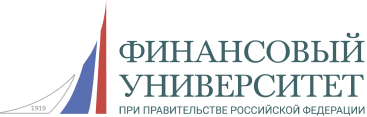 ФИНАНСОВЫЙ
УНИВЕРСИТЕТ
ПРИ ПРАВИТЕЛЬСТВЕ РОССИЙСКОЙ ФЕДЕРАЦИИ
1919